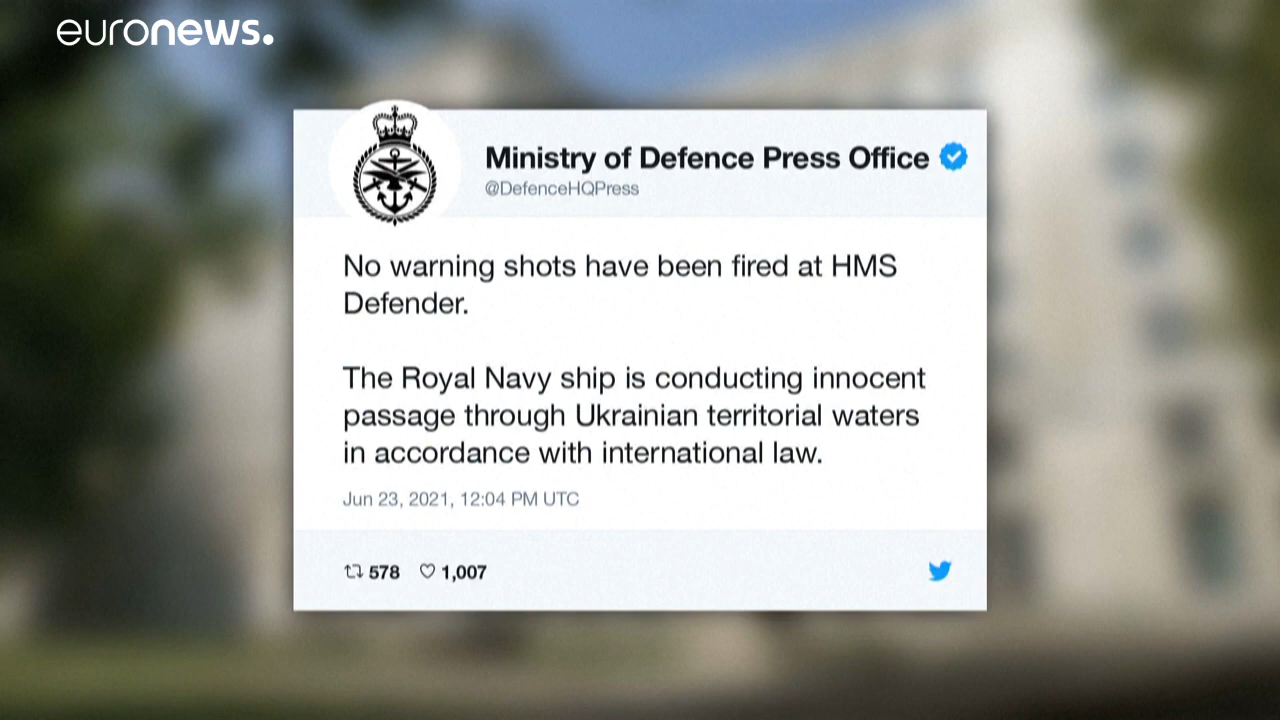 euronews.
Ministry of Defence Press Office
@DefenceHQPress
No warning shots have been fired at HMS
Defender.
The Royal Navy ship is conducting innocent
passage through Ukrainian territorial waters
in accordance with international law.
Jun 23, 2021, 12:04 PM UTC
578 1,007